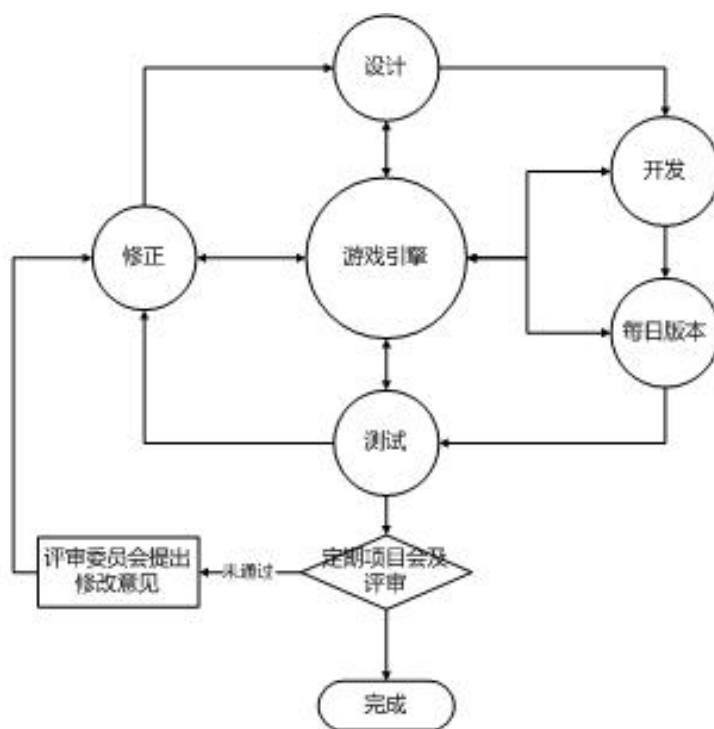 设计
开发
修正
游戏引擎
每日版本
测试
定期项目会及
评审
未通过
评审委员会提出
修改意见
完成